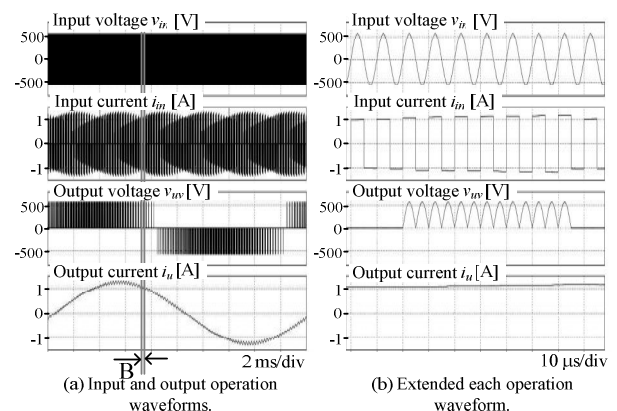 Input voltage vin [V]
500
0
-500
Input current iin [A]
1
0
-1
Output voltage vuv [V]
500
0
-500
Output current iu [A]
1
0
-1
B
2 ms/div
(a) Input and output operation
waveforms.
Input voltage vin [V]
500
0
-500
Input current iin [A]
1
0
-1
Output voltage vuv [V]
500
0
-500
Output current iu [A]
1
0
-1
10 μs/div
(b) Extended each operation
waveform.